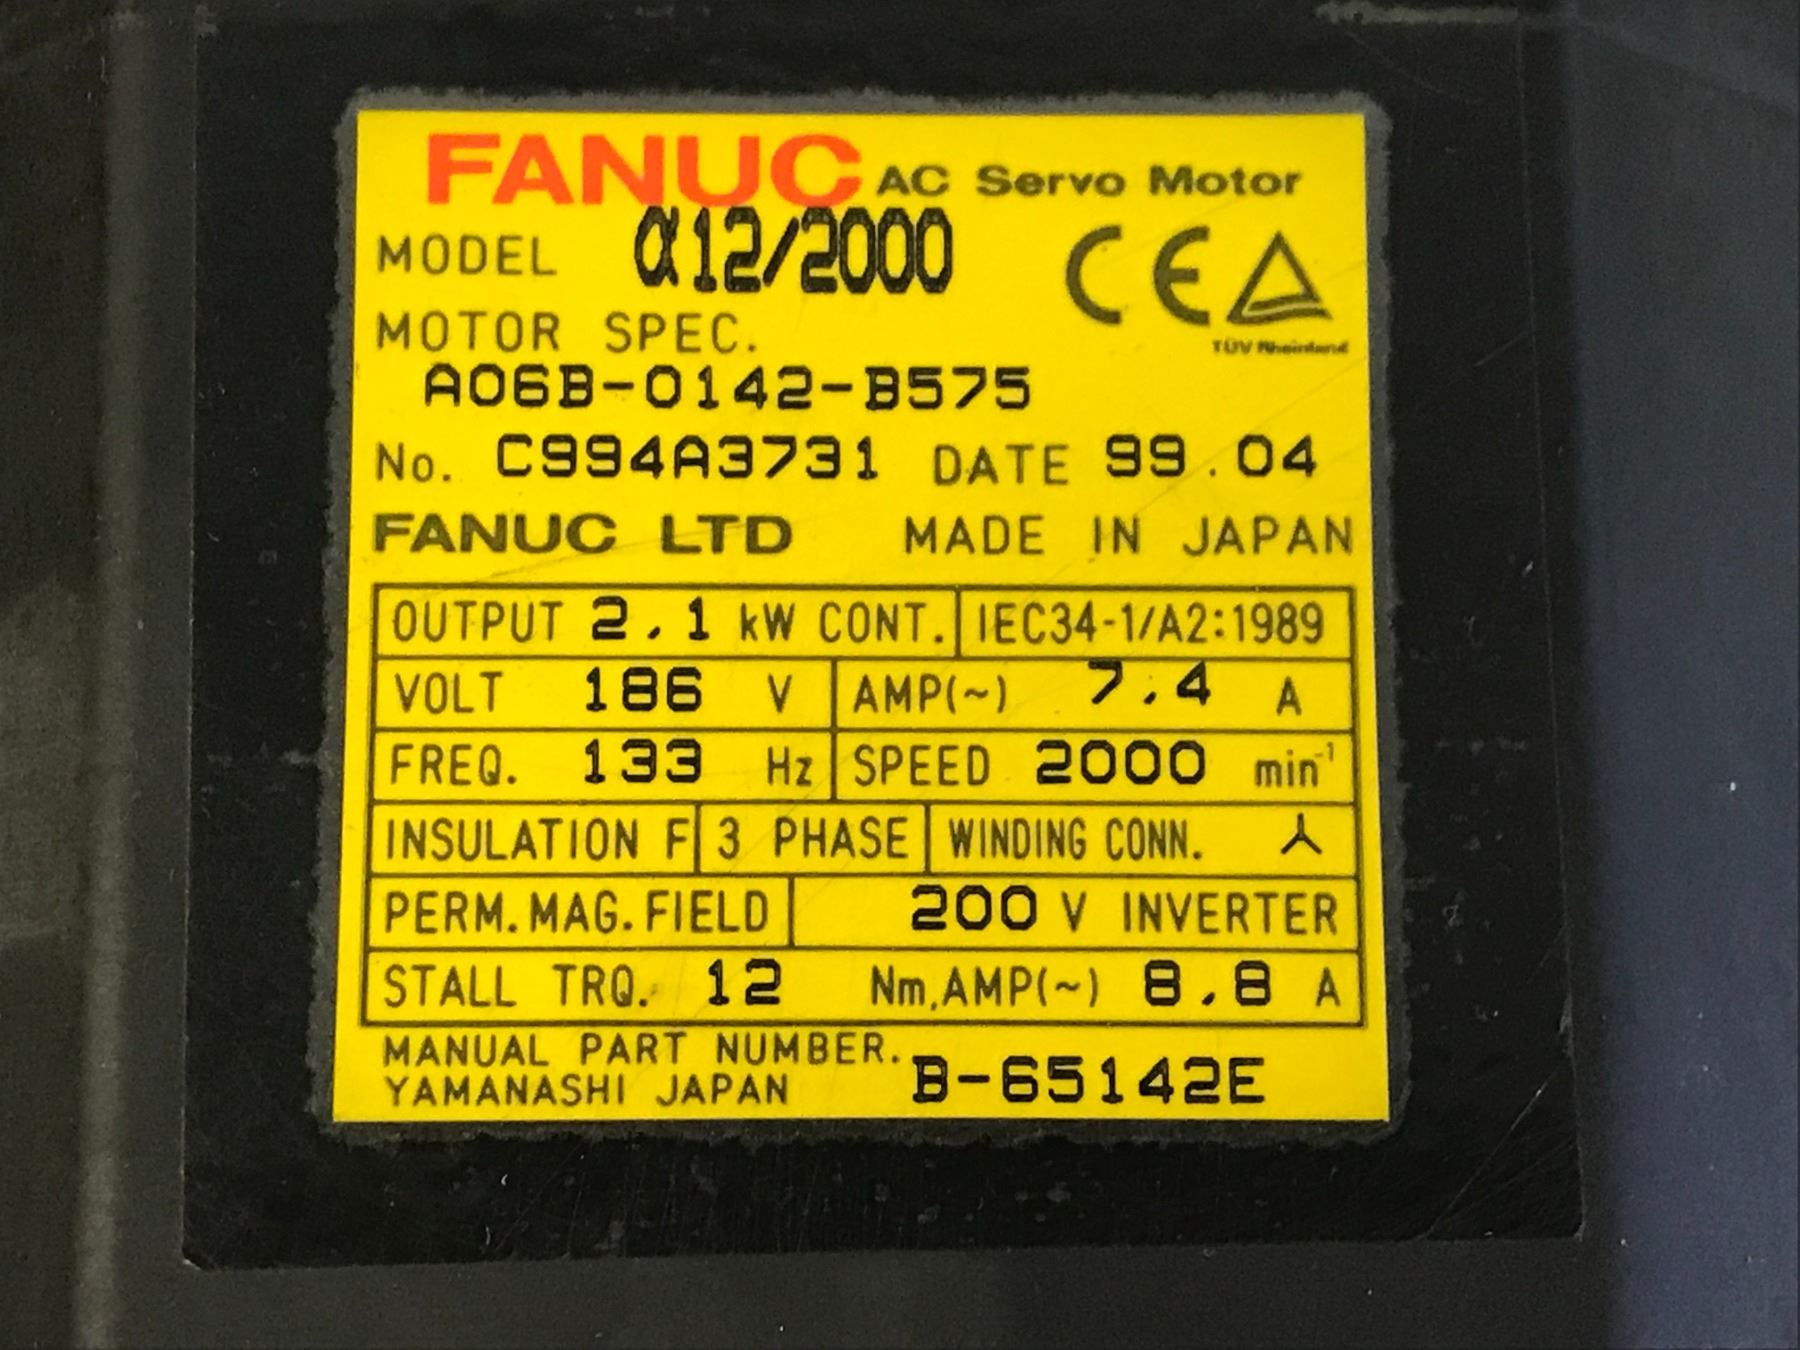 FANUC AC Servo Motor
MODEL α12/2000
CE
MOTOR SPEC.
TÜV Rheinland
A06B-0142-B575
No. C994A3731 DATE 99.04
FANUC LTD MADE IN JAPAN
OUTPUT 2.1 kW CONT. IEC34-1/A2:1989
VOLT 186 V AMP(~) 7.4 A
FREQ. 133 Hz SPEED 2000 min⁻¹
INSULATION F 3 PHASE WINDING CONN.
PERM.MAG.FIELD 200 V INVERTER
STALL TRQ. 12 Nm,AMP(~) 8.8 A
MANUAL PART NUMBER. B-65142E
YAMANASHI JAPAN